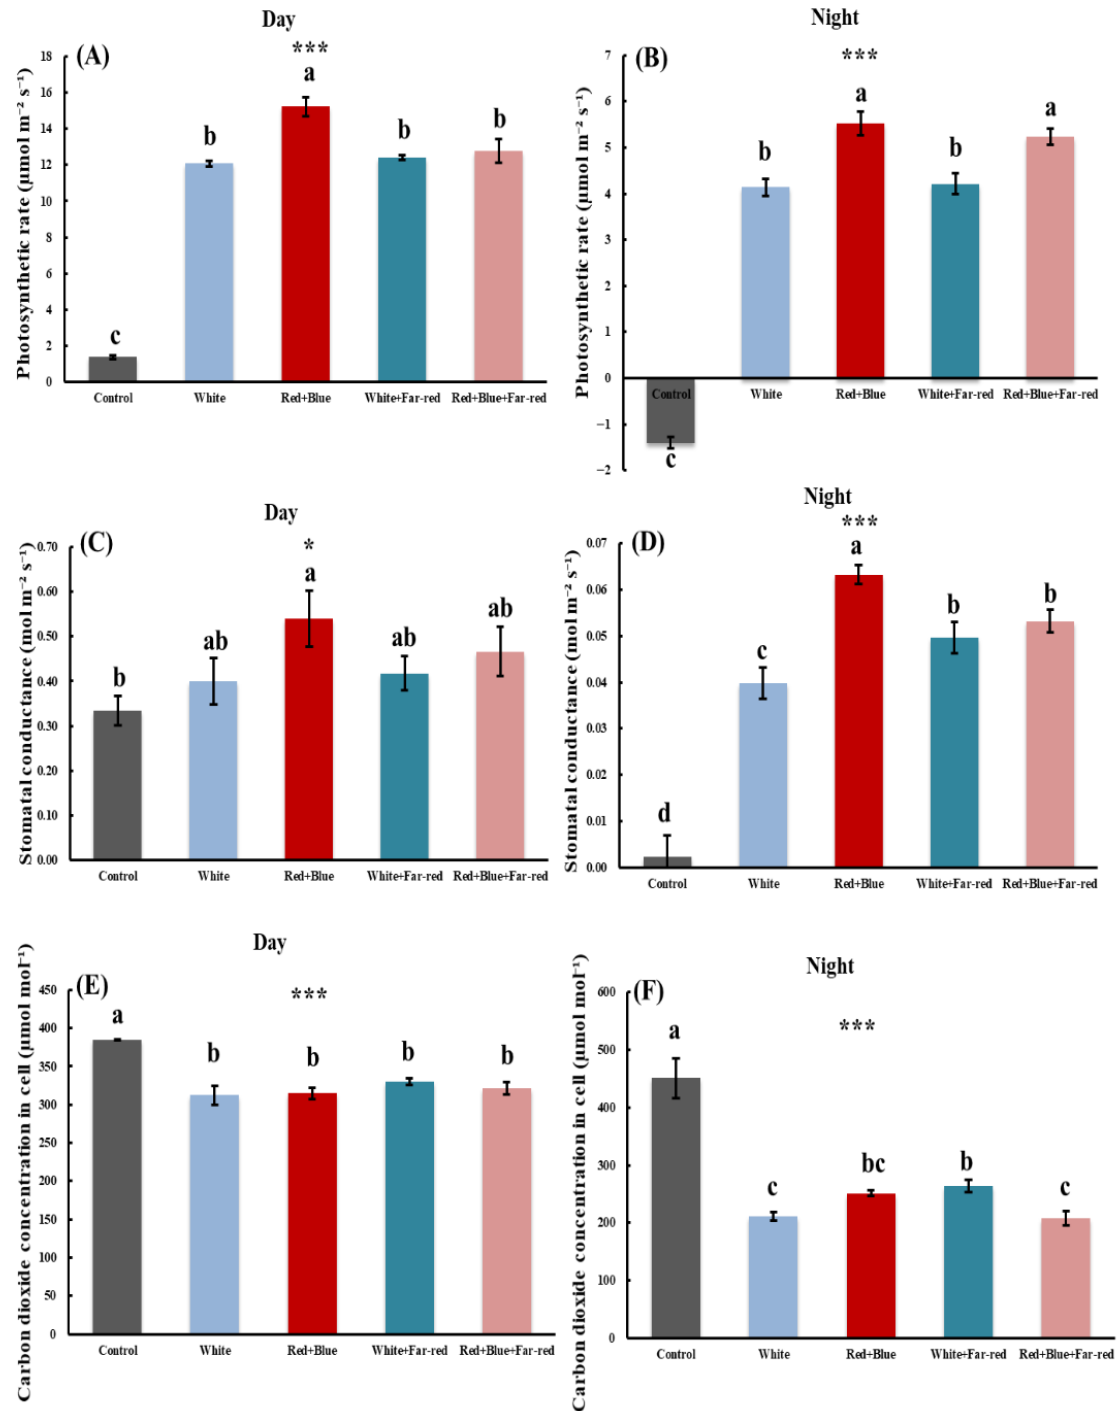 Day
(A)
***
Photosynthetic rate (µmol m⁻² s⁻¹)
18
16
14
12
10
8
6
4
2
0
c
b
a
b
b
Control
White
Red+Blue
White+Far-red
Red+Blue+Far-red
Night
(B)
***
Photosynthetic rate (µmol m⁻² s⁻¹)
7
6
5
4
3
2
1
0
−1
−2
c
b
a
b
a
Control
White
Red+Blue
White+Far-red
Red+Blue+Far-red
Day
(C)
*
Stomatal conductance (mol m⁻² s⁻¹)
0.70
0.60
0.50
0.40
0.30
0.20
0.10
0.00
b
ab
a
ab
ab
Control
White
Red+Blue
White+Far-red
Red+Blue+Far-red
Night
(D)
***
Stomatal conductance (mol m⁻² s⁻¹)
0.07
0.06
0.05
0.04
0.03
0.02
0.01
0.00
d
c
a
b
b
Control
White
Red+Blue
White+Far-red
Red+Blue+Far-red
Day
(E)
***
Carbon dioxide concentration in cell (µmol mol⁻¹)
450
400
350
300
250
200
150
100
50
0
a
b
b
b
b
Control
White
Red+Blue
White+Far-red
Red+Blue+Far-red
Night
(F)
***
Carbon dioxide concentration in cell (µmol mol⁻¹)
600
500
400
300
200
100
0
a
c
bc
b
c
Control
White
Red+Blue
White+Far-red
Red+Blue+Far-red